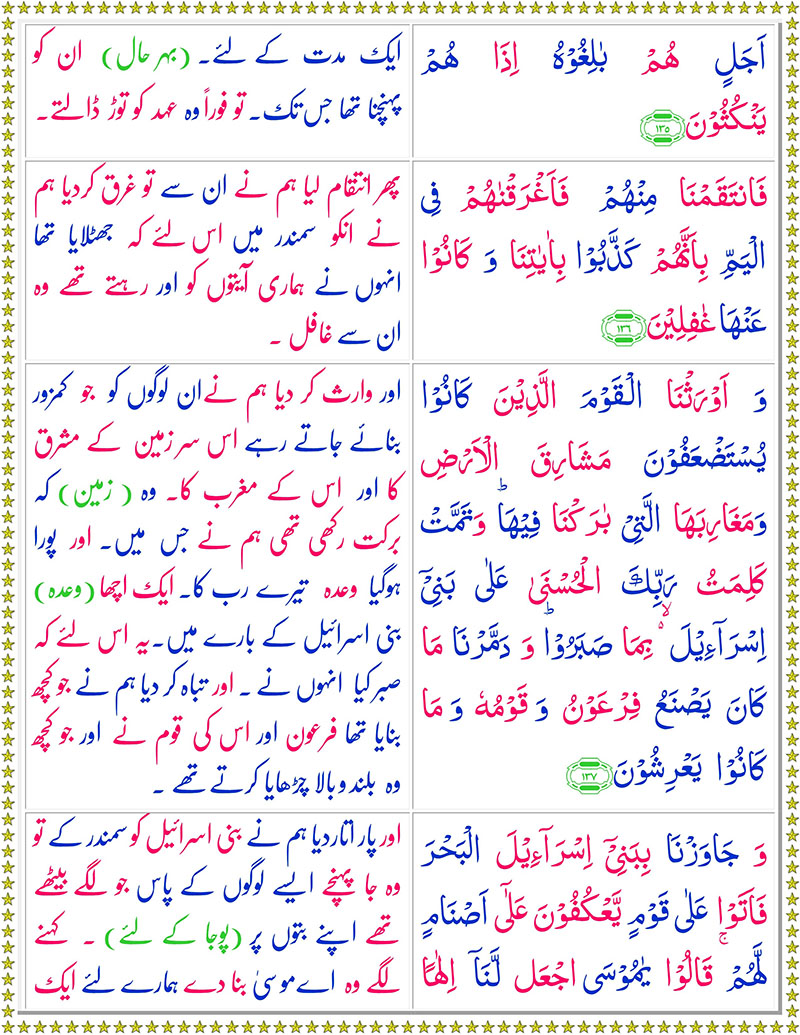 اَجَلٍ هُمۡ بٰلِغُوۡهُ اِذَا هُمۡ
يَنۡكُثُوۡنَ ۱۳۵
ایک مدت کے لئے۔ (بہر حال) ان کو
پہنچنا تھا جس تک۔ تو فوراً وہ عہد کو توڑ ڈالتے۔
فَانتَقَمۡنَا مِنۡهُمۡ فَاَغۡرَقۡنٰهُمۡ فِى
الۡيَمِّ بِاَنَّهُمۡ كَذَّبُوۡا بِاٰيٰتِنَا وَ كَانُوۡا
عَنۡهَا غٰفِلِيۡنَ ۱۳۶
پھر انتقام لیا ہم نے ان سے تو غرق کردیا ہم
نے انکو سمندر میں اس لئے کہ جھٹلایا تھا
انہوں نے ہماری آیتوں کو اور رہتے تھے وہ
ان سے غافل ۔
وَ اَوۡرَثۡنَا الۡقَوۡمَ الَّذِيۡنَ كَانُوۡا
يُسۡتَضۡعَفُوۡنَ مَشَارِقَ الۡاَرۡضِ
وَمَغَارِبَهَا الَّتِىۡ بٰرَكۡنَا فِيۡهَا‌ ؕ وَتَمَّتۡ
كَلِمَتُ رَبِّكَ الۡحُسۡنٰى عَلٰى بَنِىۡۤ
اِسۡرَاۤءِيۡلَ ۙ بِمَا صَبَرُوۡا‌ ؕ وَ دَمَّرۡنَا مَا
كَانَ يَصۡنَعُ فِرۡعَوۡنُ وَ قَوۡمُهٗ وَ مَا
كَانُوۡا يَعۡرِشُوۡنَ ۱۳۷
اور وارث کر دیا ہم نے ان لوگوں کو جو کمزور
بنائے جاتے رہے اس سرزمین کے مشرق
کا اور اس کے مغرب کا۔ وہ (زمین) کہ
برکت رکھی تھی ہم نے جس میں۔ اور پورا
ہوگیا وعدہ تیرے رب کا۔ ایک اچھا (وعدہ)
بنی اسرائیل کے بارے میں۔ یہ اس لئے کہ
صبر کیا انہوں نے ۔ اور تباہ کر دیا ہم نے جو کچھ
بنایا تھا فرعون اور اس کی قوم نے اور جو کچھ
وہ بلند و بالا چڑھایا کرتے تھے ۔
وَ جَاوَزۡنَا بِبَنِىۡۤ اِسۡرَاۤءِيۡلَ الۡبَحۡرَ
فَاَتَوۡا عَلٰى قَوۡمٍ يَّعۡكُفُوۡنَ عَلٰٓى اَصۡنَامٍ
لَّهُمۡ‌ ۚ قَالُوۡا يٰمُوۡسَى اجۡعَل لَّنَاۤ اِلٰهًا
اور پار اتاردیا ہم نے بنی اسرائیل کو سمندر کے تو
وہ جا پہنچے ایسے لوگوں کے پاس جو لگے بیٹھے
تھے اپنے بتوں پر (پوجا کے لئے) ۔ کہنے
لگے وہ اے موسیٰ بنا دے ہمارے لئے ایک